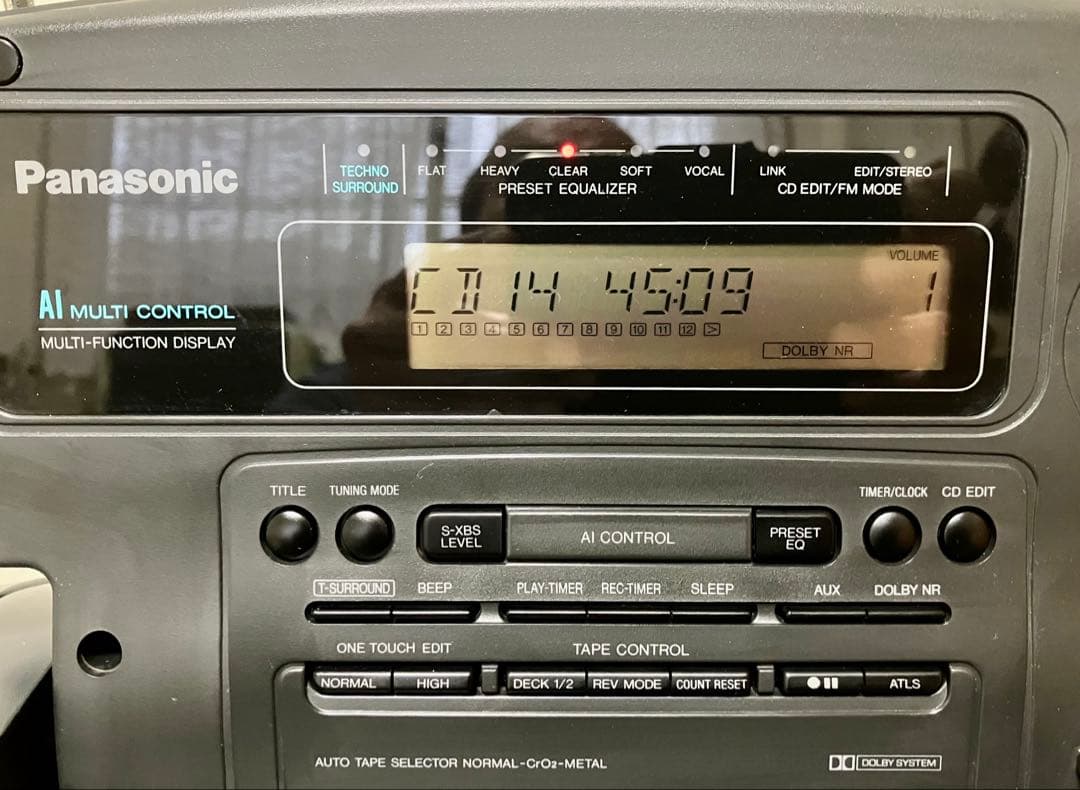 Panasonic
TECHNO
SURROUND
FLAT HEAVY CLEAR SOFT VOCAL
PRESET EQUALIZER
LINK EDIT/STEREO
CD EDIT/FM MODE
VOLUME
CD 14 45:09 1
1 2 3 4 5 6 7 8 9 10 11 12 >
DOLBY NR
AI MULTI CONTROL
MULTI-FUNCTION DISPLAY
TITLE TUNING MODE TIMER/CLOCK CD EDIT
S-XBS
LEVEL
AI CONTROL
PRESET
EQ
T-SURROUND BEEP PLAY-TIMER REC-TIMER SLEEP AUX DOLBY NR
ONE TOUCH EDIT TAPE CONTROL
NORMAL HIGH DECK 1/2 REV MODE COUNT RESET ATLS
AUTO TAPE SELECTOR NORMAL-CrO₂-METAL
DOLBY SYSTEM